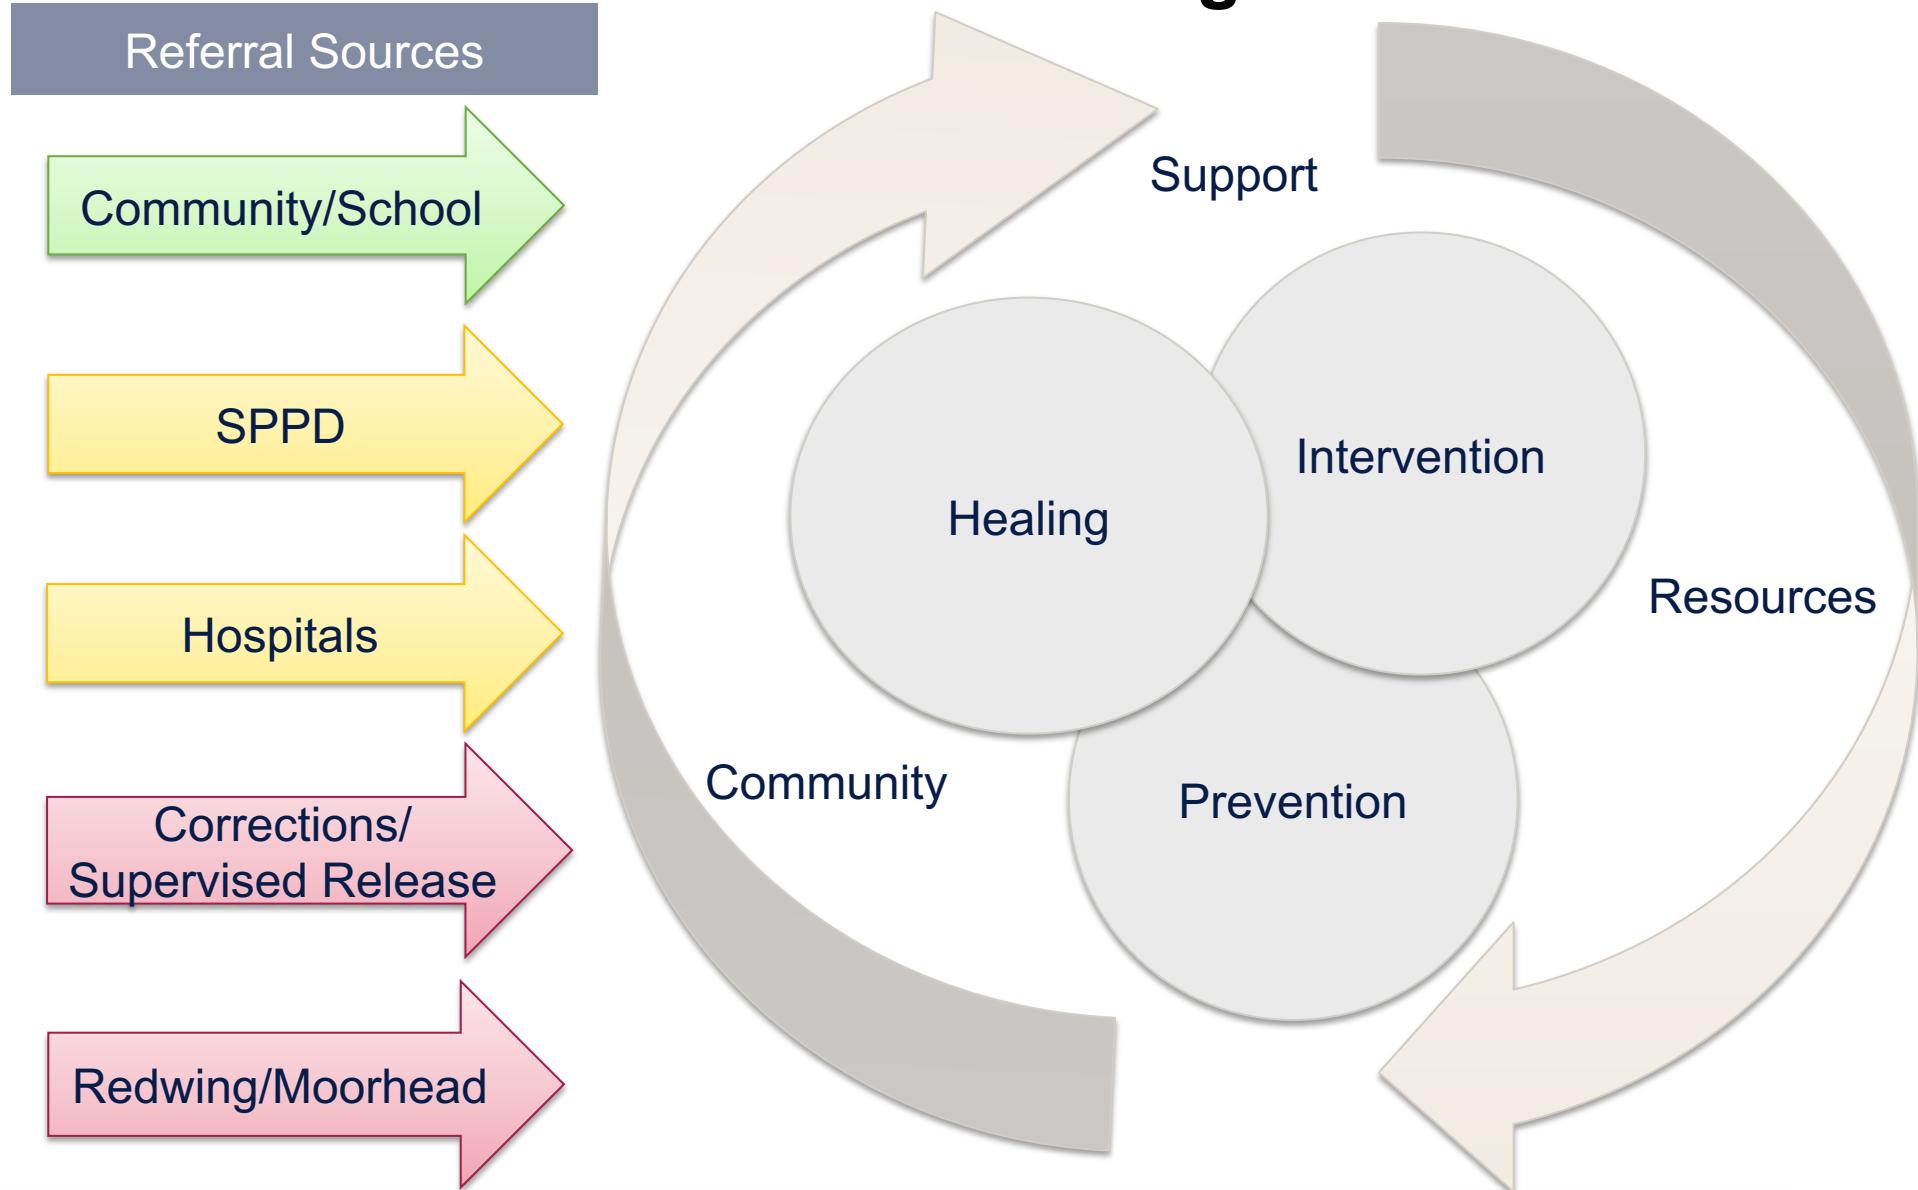 Referral Sources
Community/School
SPPD
Hospitals
Corrections/
Supervised Release
Redwing/Moorhead
Support
Intervention
Healing
Resources
Community
Prevention